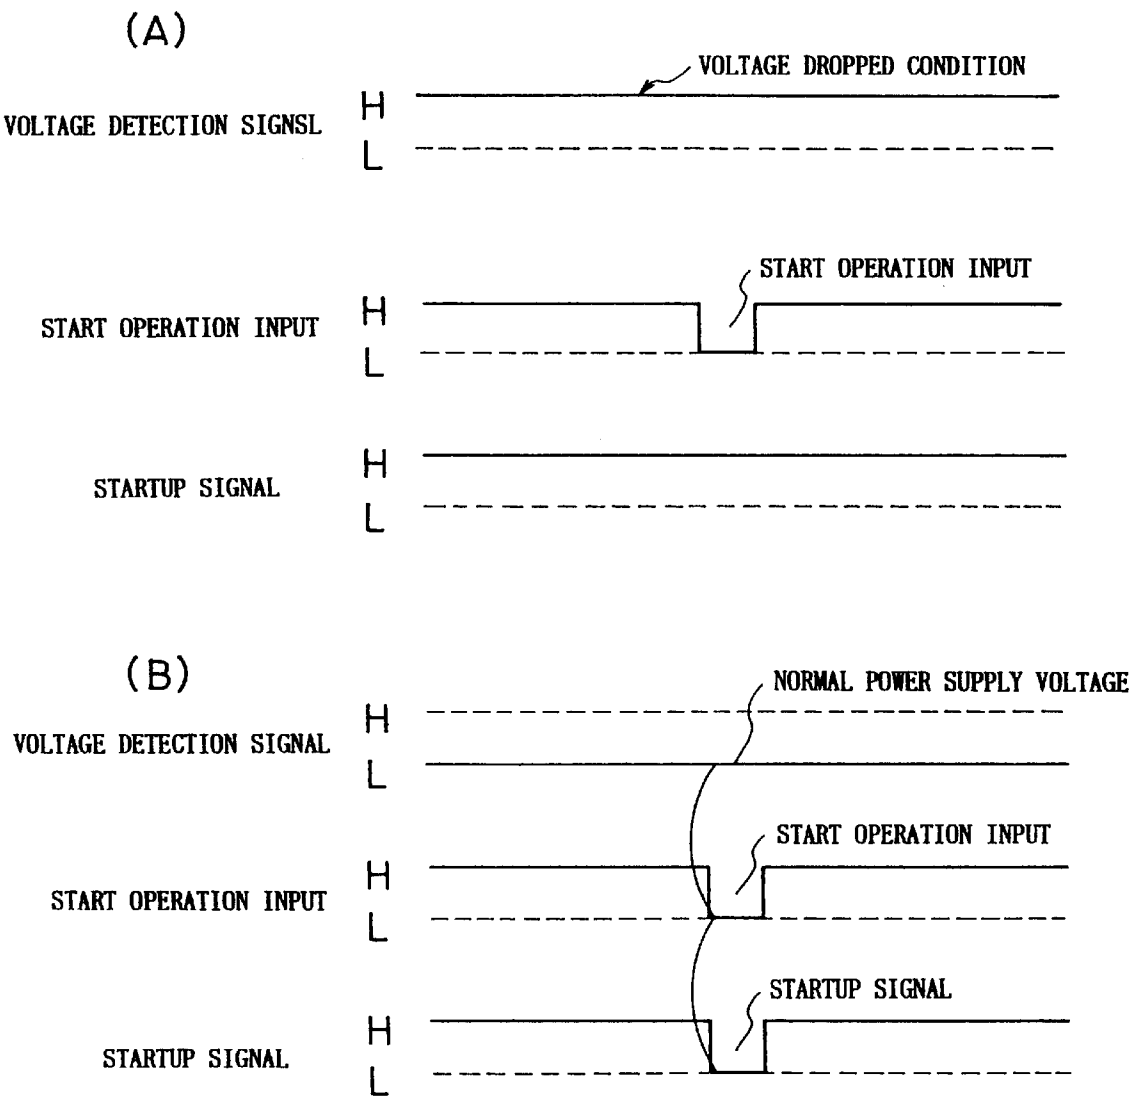 (A)
VOLTAGE DROPPED CONDITION
H
VOLTAGE DETECTION SIGNSL
L
START OPERATION INPUT
H
START OPERATION INPUT
L
H
STARTUP SIGNAL
L
(B)
NORMAL POWER SUPPLY VOLTAGE
H
VOLTAGE DETECTION SIGNAL
L
START OPERATION INPUT
H
START OPERATION INPUT
L
STARTUP SIGNAL
H
STARTUP SIGNAL
L